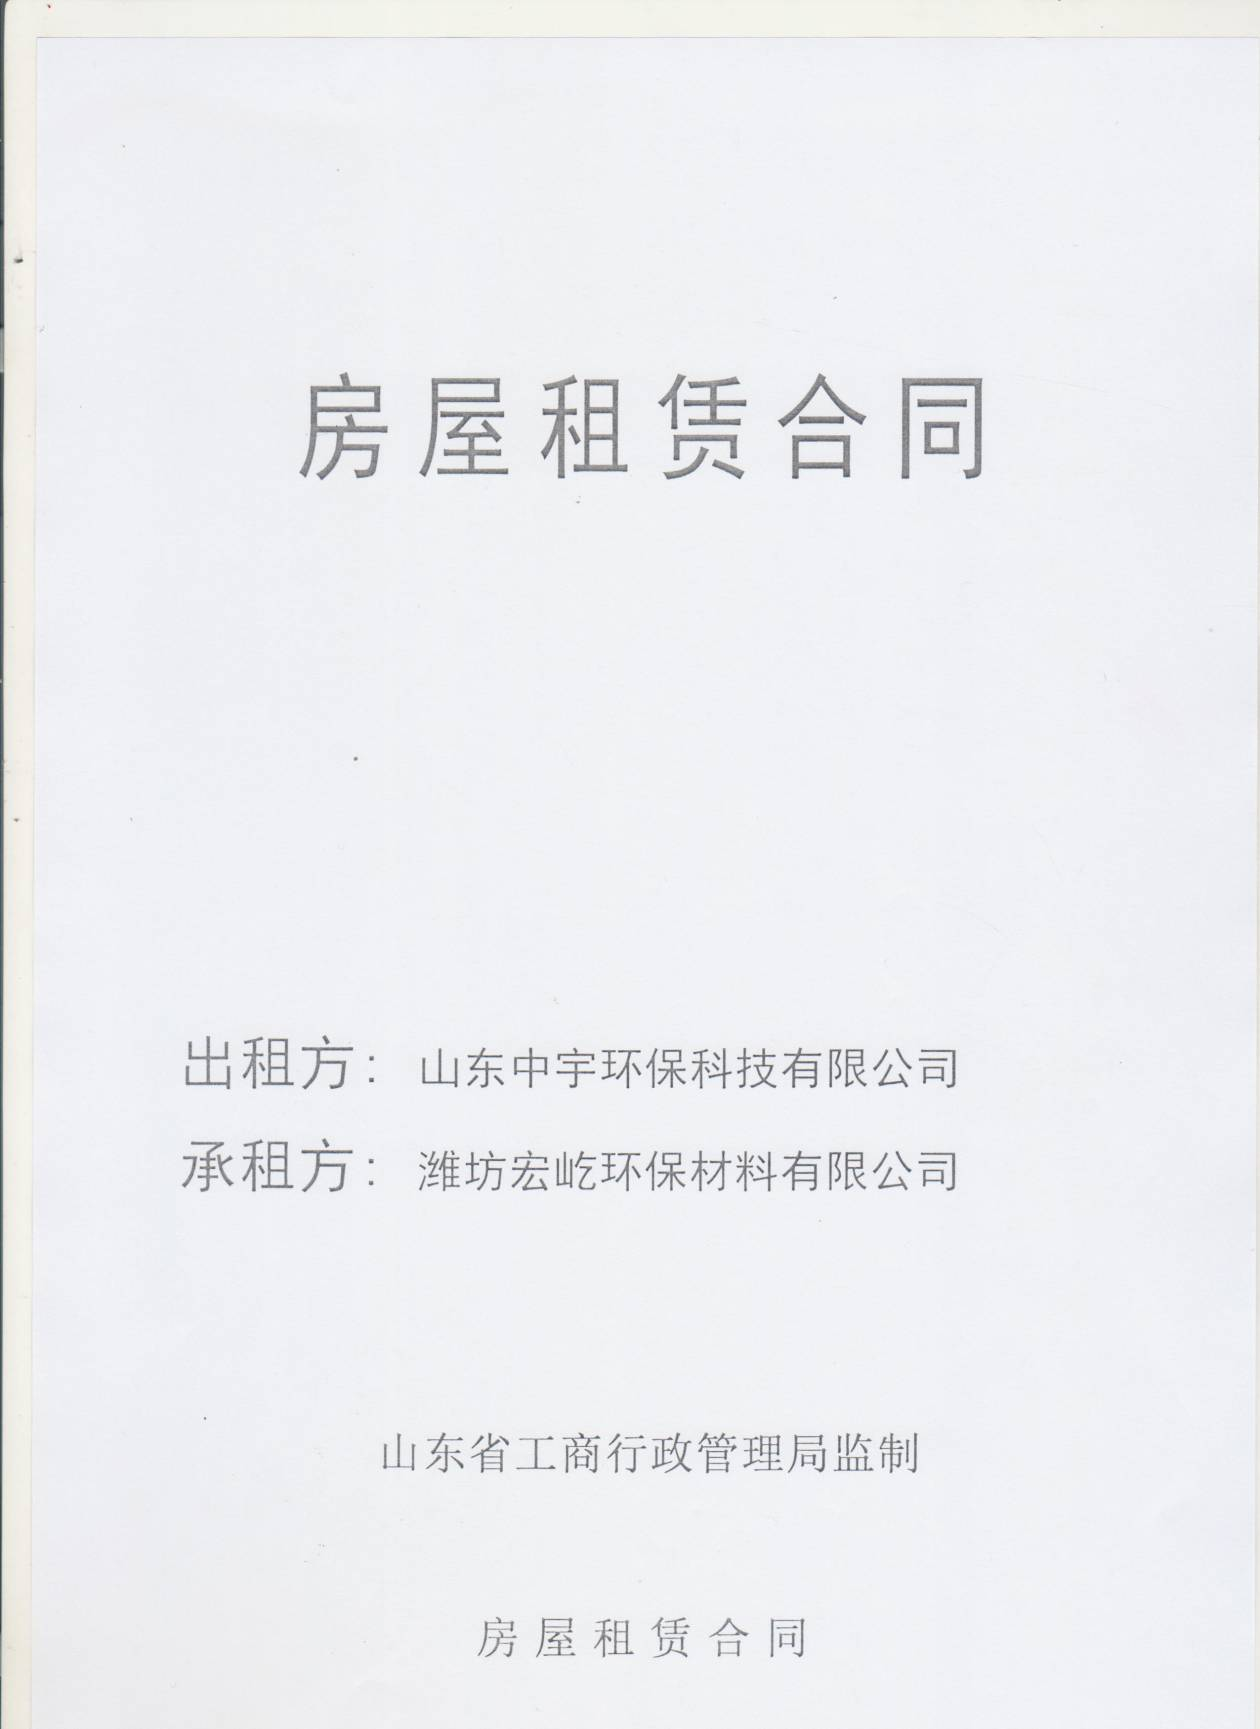 房屋租赁合同
出租方：山东中宇环保科技有限公司
承租方：潍坊宏屹环保材料有限公司
山东省工商行政管理局监制
房屋租赁合同